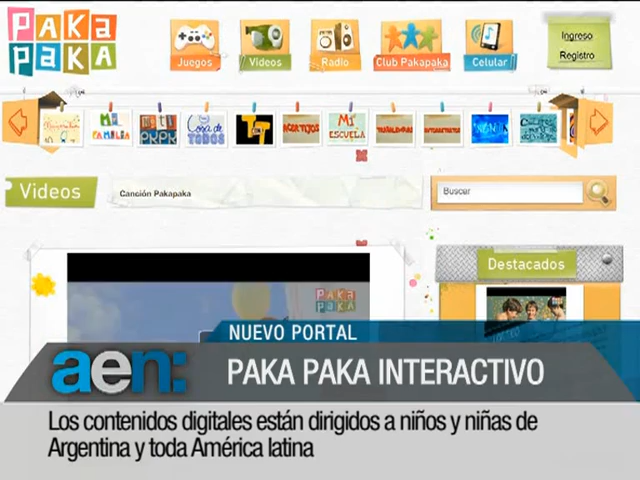 PAKA
PAKA
Juegos
Videos
Radio
Club Pakapaka
Celular
Ingreso
Registro
MI FAMILIA
Cosa de TODOS
ACERTIJOS
MI ESCUELA
Videos
Canción Pakapaka
Buscar
Destacados
PAKA
PAKA
NUEVO PORTAL
aen:
PAKA PAKA INTERACTIVO
Los contenidos digitales están dirigidos a niños y niñas de
Argentina y toda América latina